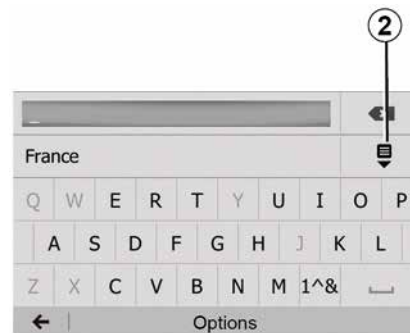 2
France
Q W E R T Y U I O P
A S D F G H J K L
Z X C V B N M 1^&
Options